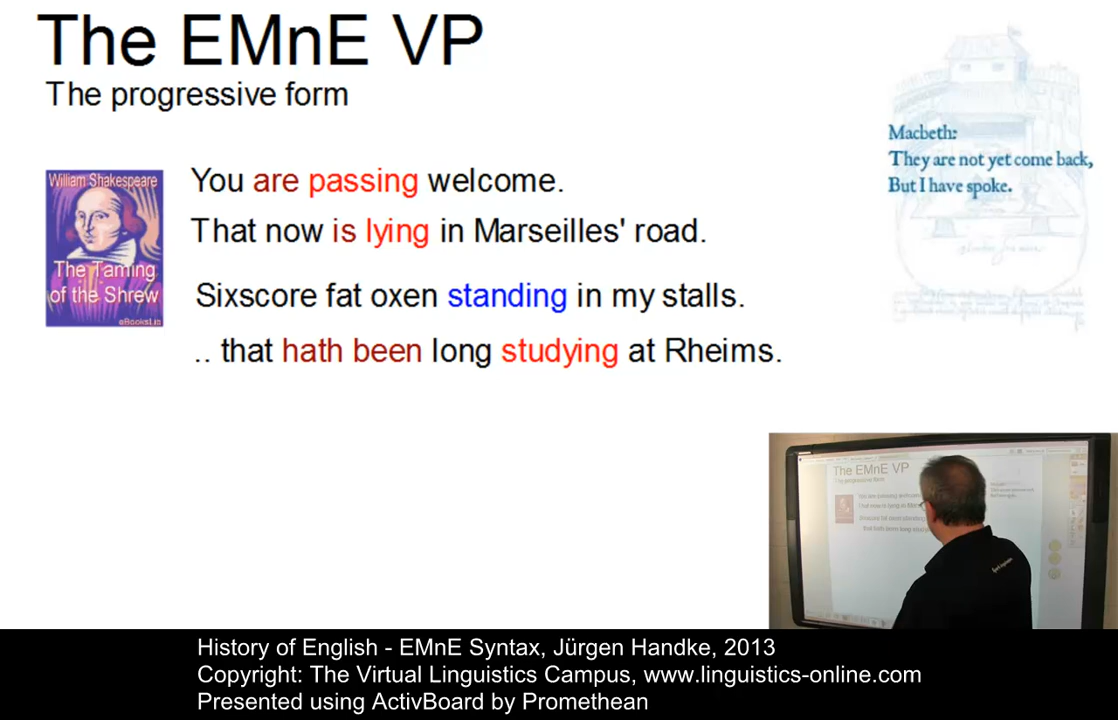 The EMnE VP
The progressive form
William Shakespeare
The Taming
of the Shrew
eBooksLib
You are passing welcome.
That now is lying in Marseilles' road.
Sixscore fat oxen standing in my stalls.
.. that hath been long studying at Rheims.
Macbeth:
They are not yet come back,
But I have spoke.
The EMnE VP
The progressive form
History of English - EMnE Syntax, Jürgen Handke, 2013
Copyright: The Virtual Linguistics Campus, www.linguistics-online.com
Presented using ActivBoard by Promethean